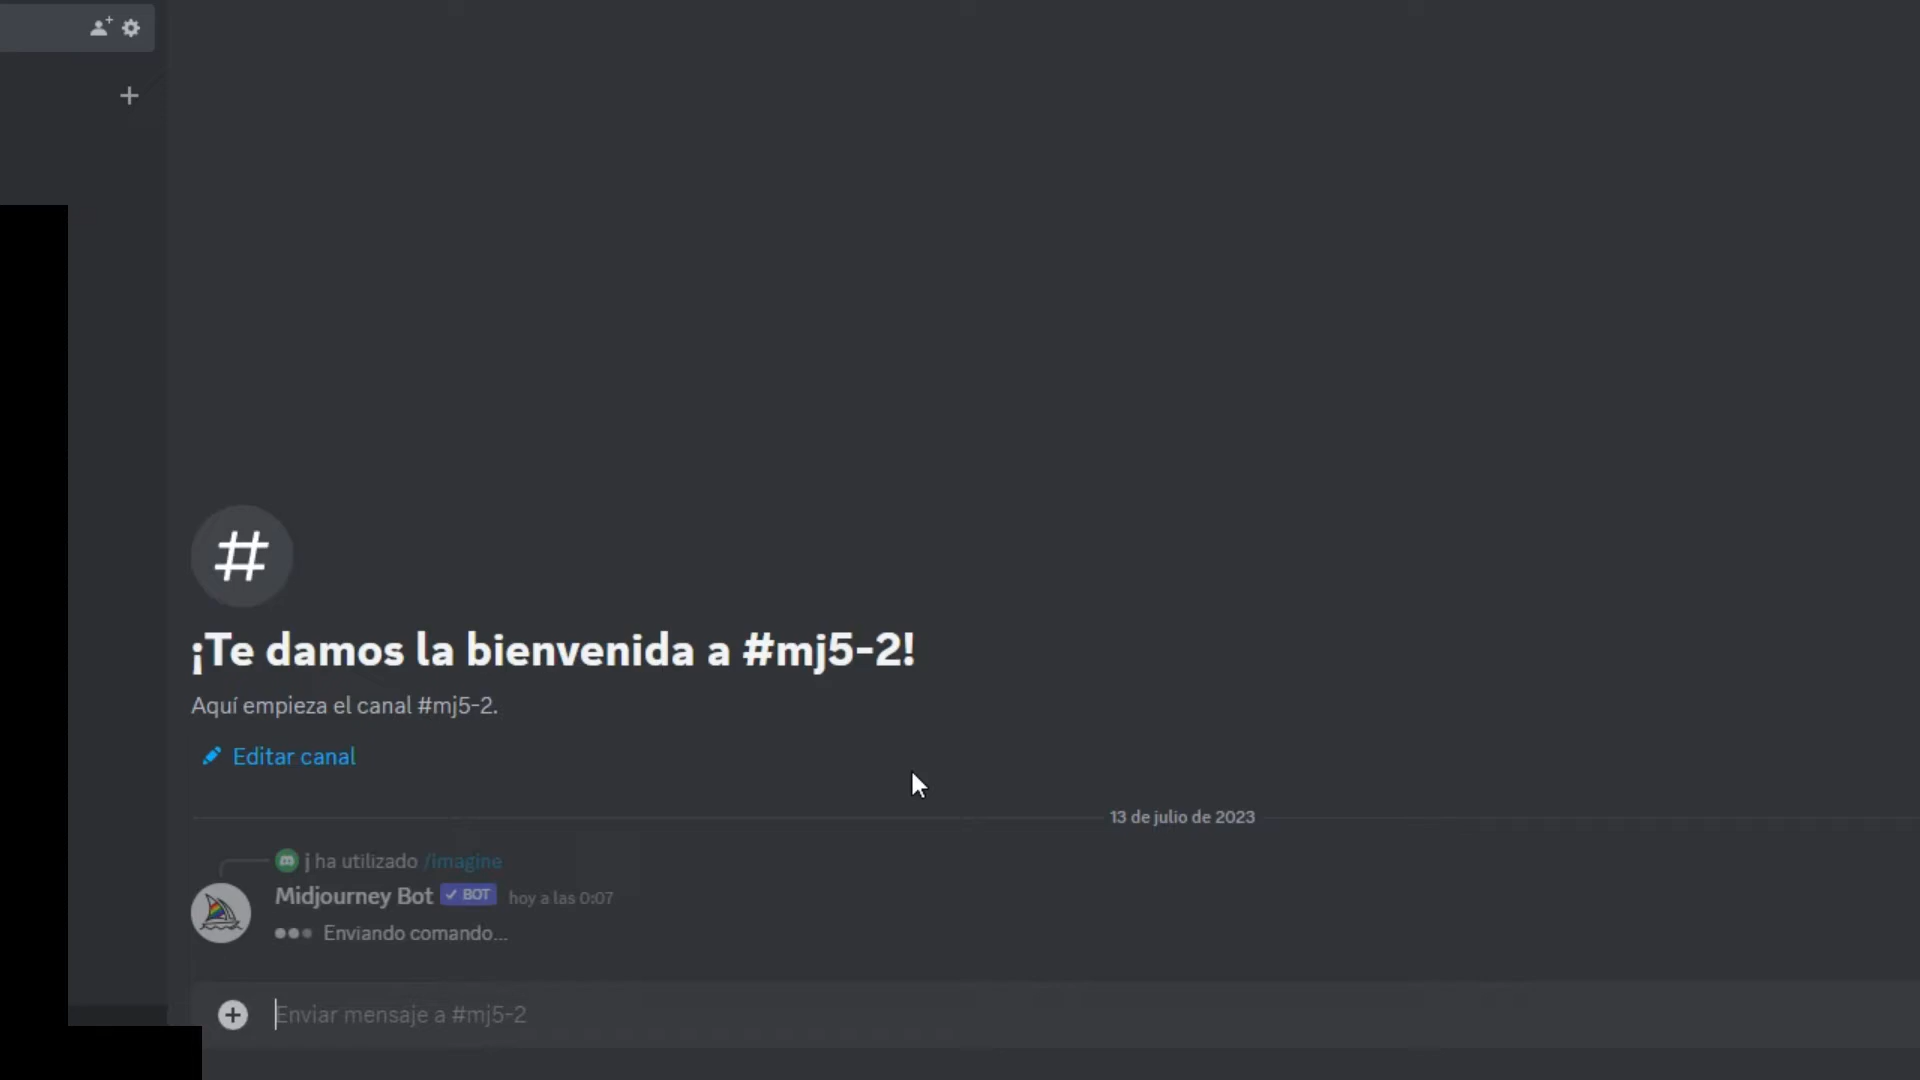 #
¡Te damos la bienvenida a #mj5-2!
Aquí empieza el canal #mj5-2.
Editar canal
13 de julio de 2023
j ha utilizado /imagine
Midjourney Bot ✓ BOT hoy a las 0:07
Enviando comando...
Enviar mensaje a #mj5-2